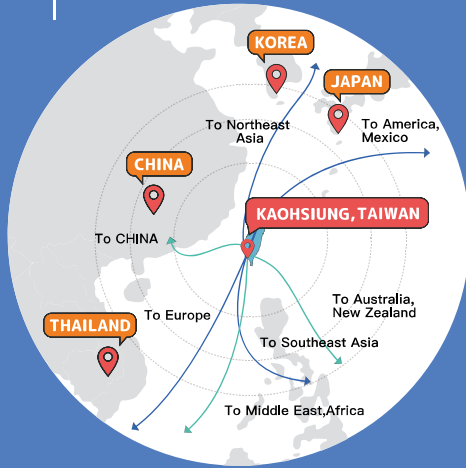 KOREA
JAPAN
To Northeast
Asia
To America,
Mexico
CHINA
KAOHSIUNG,TAIWAN
To CHINA
To Australia,
New Zealand
To Europe
THAILAND
To Southeast Asia
To Middle East,Africa